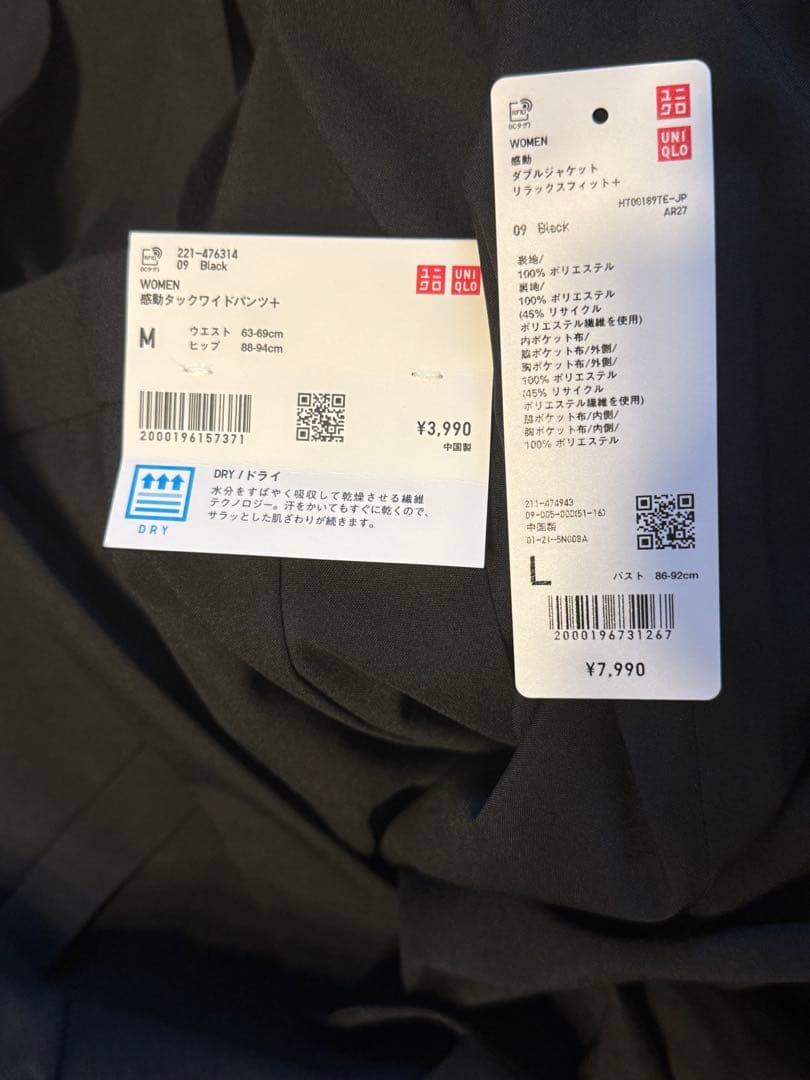 221-476314
09 Black
WOMEN
感動タックワイドパンツ+
ユニクロ
UNIQLO
M
ウエスト 63-69cm
ヒップ 88-94cm
2000196157371
¥3,990
中国製
DRY/ドライ
水分をすばやく吸収して乾燥させる繊維
テクノロジー。汗をかいてもすぐに乾くので、
サラッとした肌ざわりが続きます。
DRY
RFID
(ICタグ)
ユニクロ
UNIQLO
WOMEN
感動
ダブルジャケット
リラックスフィット+
HT00189TE-JP
AR27
09 Black
表地/
100% ポリエステル
裏地/
100% ポリエステル
(45% リサイクル
ポリエステル繊維を使用)
内ポケット布/
脇ポケット布/外側/
胸ポケット布/外側/
100% ポリエステル
(45% リサイクル
ポリエステル繊維を使用)
脇ポケット布/内側/
胸ポケット布/内側/
100% ポリエステル
211-474943
09-005-000(51-16)
中国製
L
バスト 86-92cm
2000196731267
¥7,990